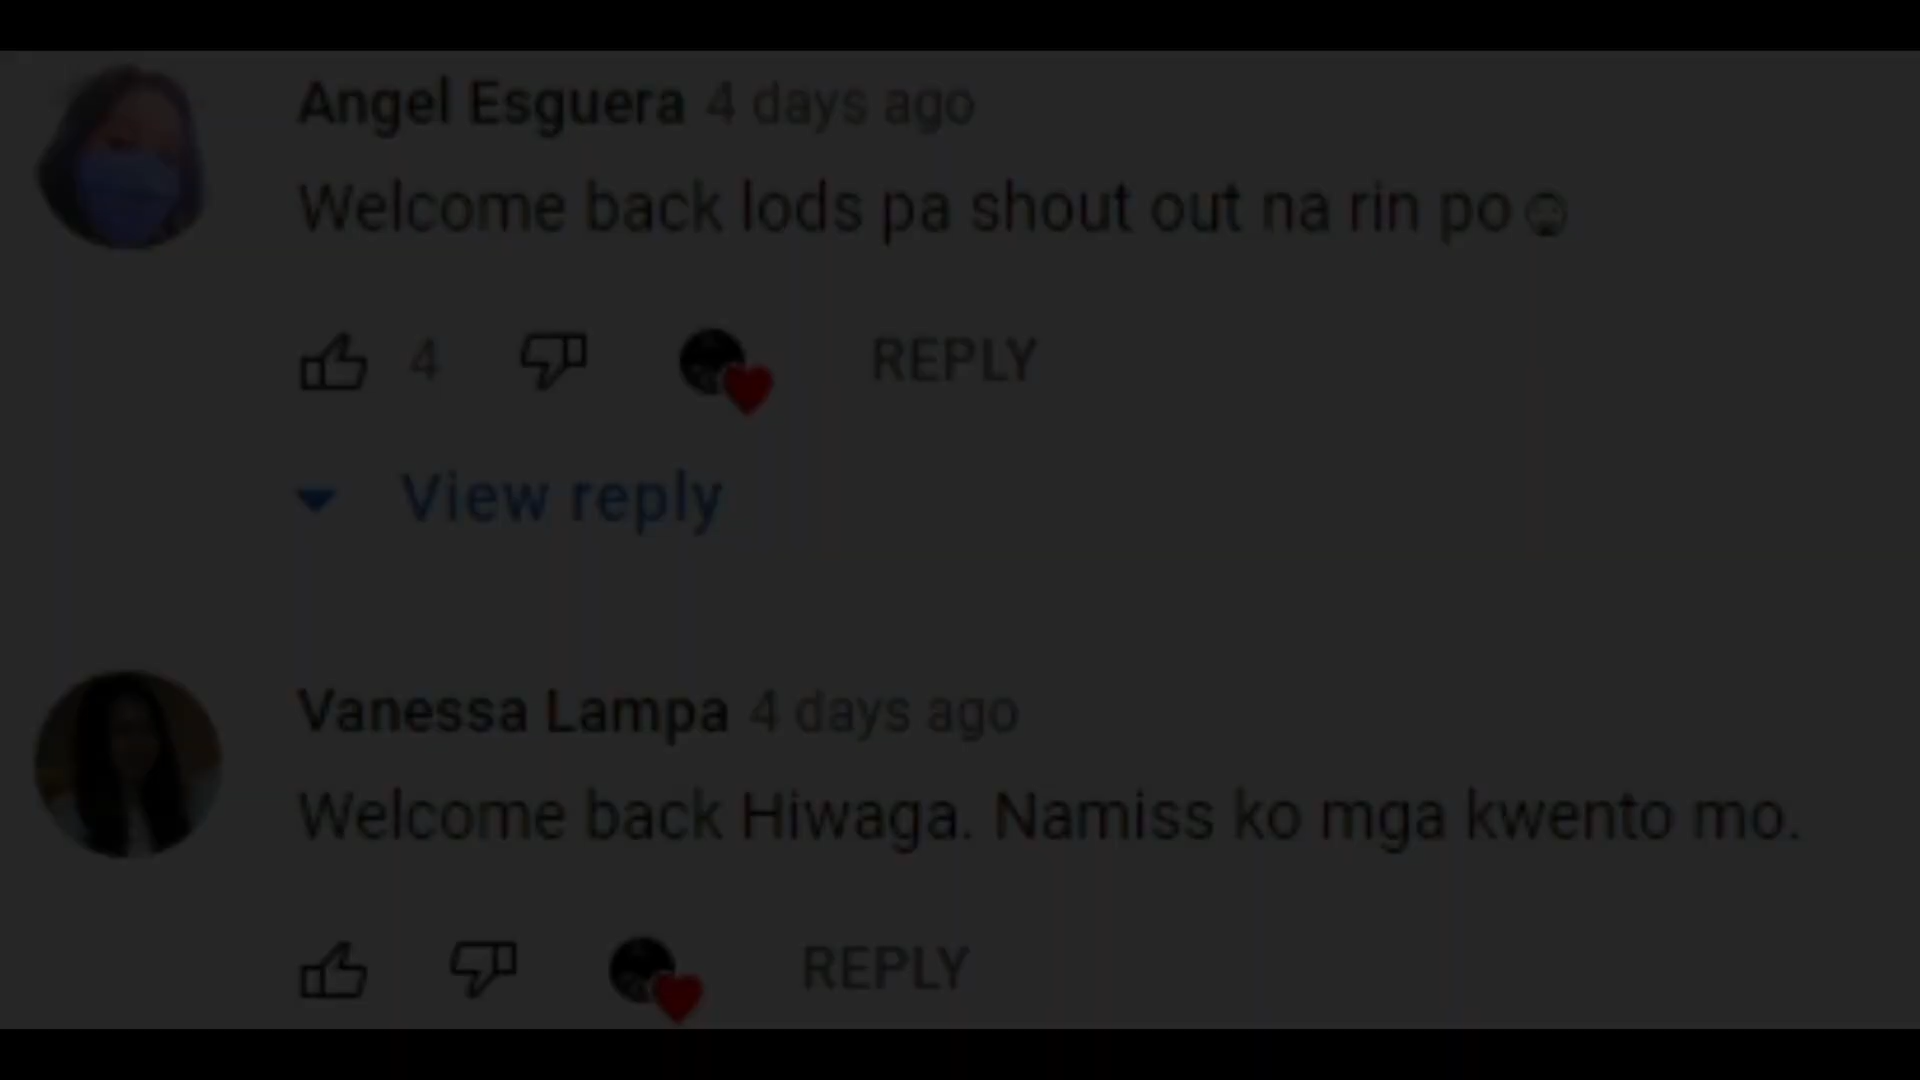 Angel Esguera 4 days ago
Welcome back lods pa shout out na rin po☺
4 REPLY
View reply
Vanessa Lampa 4 days ago
Welcome back Hiwaga. Namiss ko mga kwento mo.
REPLY